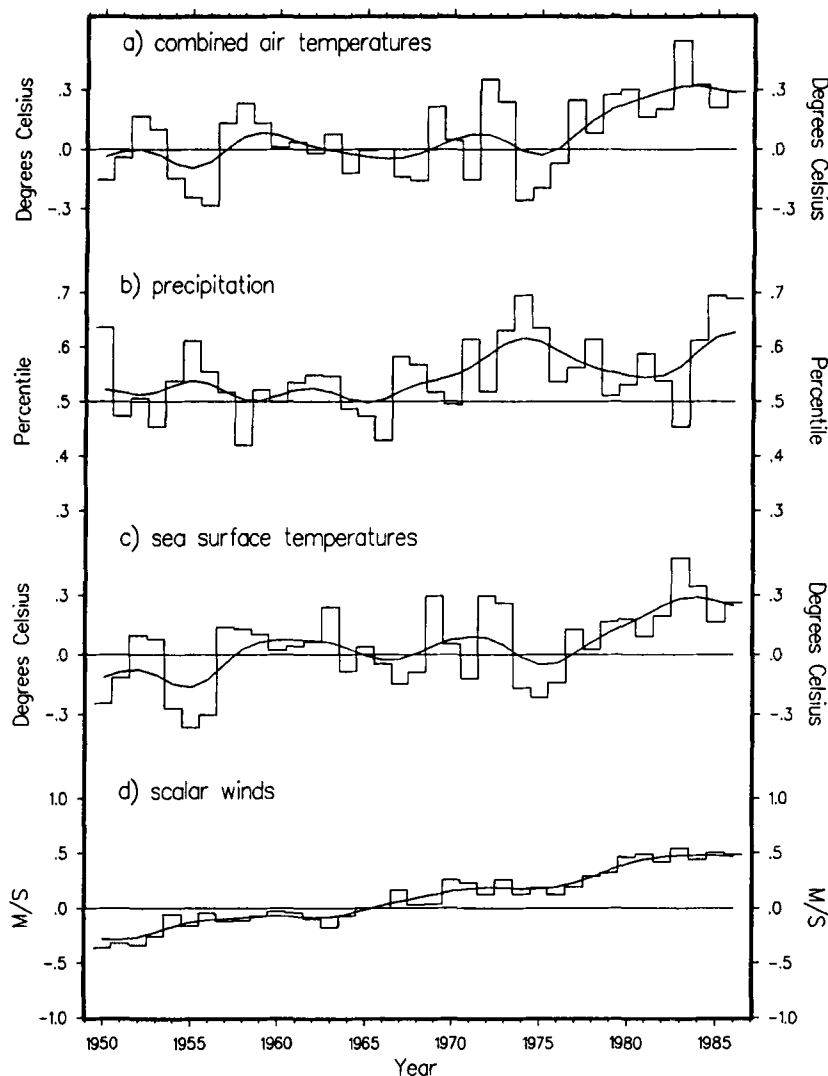 a) combined air temperatures
Degrees Celsius
.3
.0
-.3
.3
.0
-.3
Degrees Celsius
b) precipitation
Percentile
.7
.6
.5
.4
.3
.7
.6
.5
.4
.3
Percentile
c) sea surface temperatures
Degrees Celsius
.3
.0
-.3
.3
.0
-.3
Degrees Celsius
d) scalar winds
M/S
1.0
.5
.0
-.5
-1.0
1.0
.5
.0
-.5
-1.0
M/S
1950 1955 1960 1965 1970 1975 1980 1985
Year